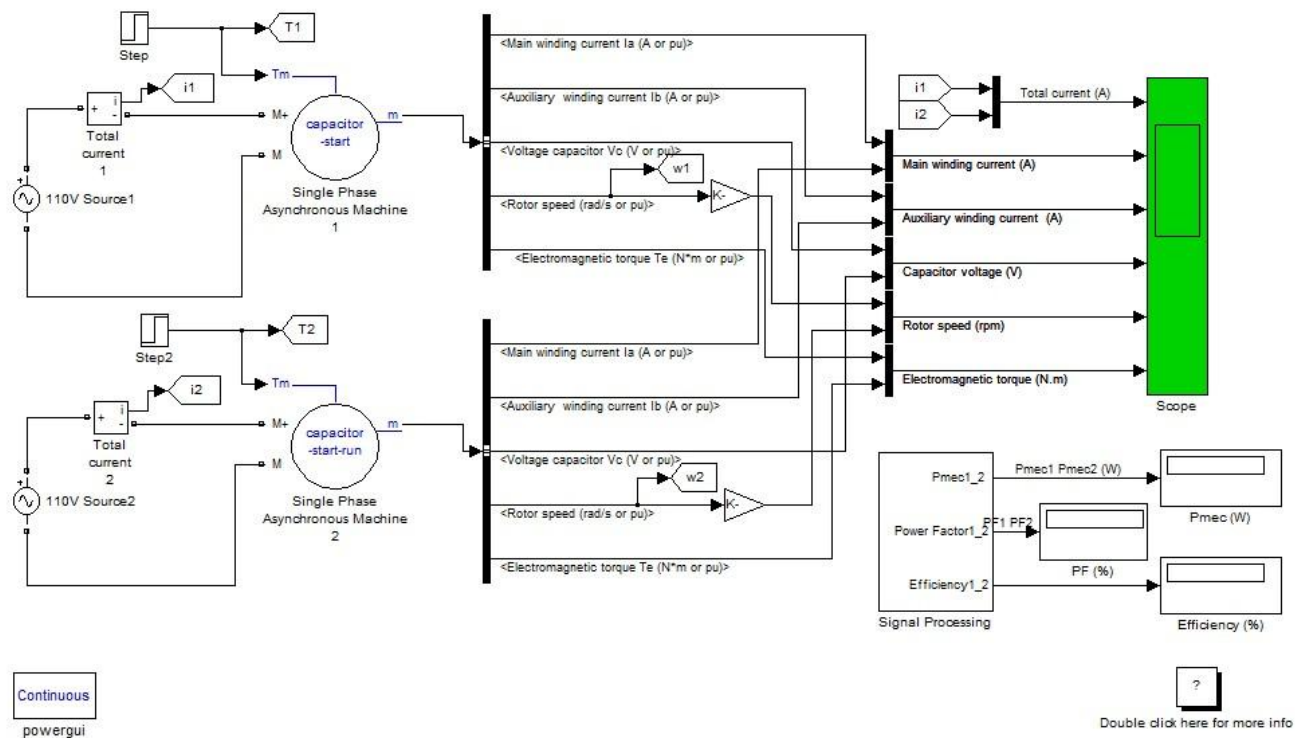 Step
T1
i1
Tm
+
i
-
Total
current
1
M+
M
capacitor
-start
m
Single Phase
Asynchronous Machine
1
+
110V Source1
<Main winding current Ia (A or pu)>
<Auxiliary winding current Ib (A or pu)>
<Voltage capacitor Vc (V or pu)>
w1
K-
<Rotor speed (rad/s or pu)>
<Electromagnetic torque Te (N*m or pu)>
i1
i2
Total current (A)
Main winding current (A)
Auxiliary winding current (A)
Capacitor voltage (V)
Rotor speed (rpm)
Electromagnetic torque (N.m)
Scope
Step2
T2
i2
Tm
+
i
-
Total
current
2
M+
M
capacitor
-start-run
m
Single Phase
Asynchronous Machine
2
+
110V Source2
<Main winding current Ia (A or pu)>
<Auxiliary winding current Ib (A or pu)>
<Voltage capacitor Vc (V or pu)>
w2
K-
<Rotor speed (rad/s or pu)>
<Electromagnetic torque Te (N*m or pu)>
Pmec1_2
Power Factor1_2
Efficiency1_2
Signal Processing
Pmec1 Pmec2 (W)
Pmec (W)
PF1 PF2
PF (%)
Efficiency (%)
Continuous
powergui
?
Double click here for more info